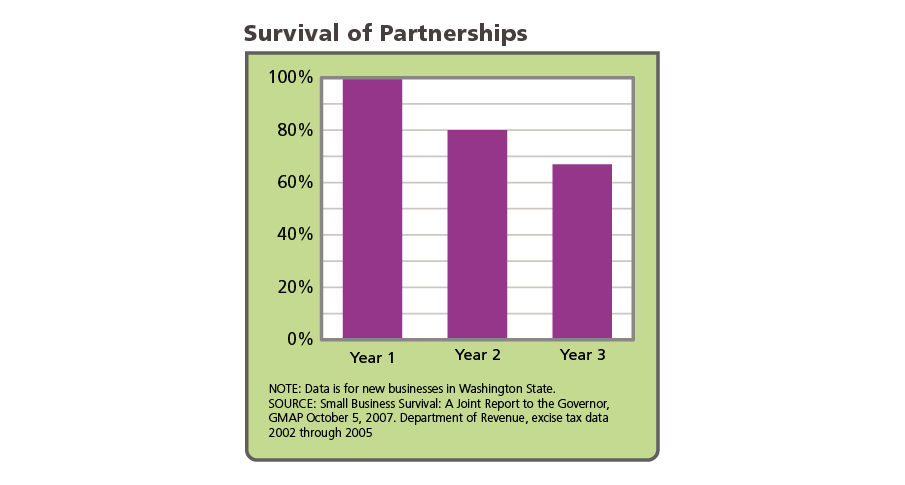 Survival of Partnerships
100%
80%
60%
40%
20%
0%
Year 1
Year 2
Year 3
NOTE: Data is for new businesses in Washington State.
SOURCE: Small Business Survival: A Joint Report to the Governor,
GMAP October 5, 2007. Department of Revenue, excise tax data
2002 through 2005